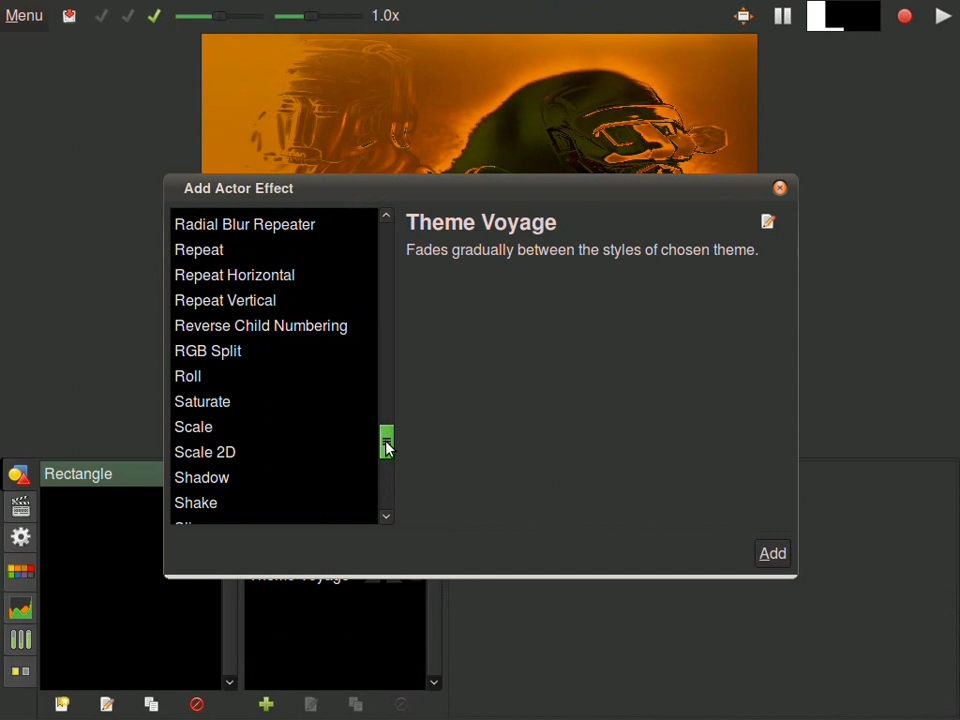 Menu
1.0x
Add Actor Effect
Radial Blur Repeater
Repeat
Repeat Horizontal
Repeat Vertical
Reverse Child Numbering
RGB Split
Roll
Saturate
Scale
Scale 2D
Shadow
Shake
Theme Voyage
Fades gradually between the styles of chosen theme.
Add
Rectangle
Theme Voyage